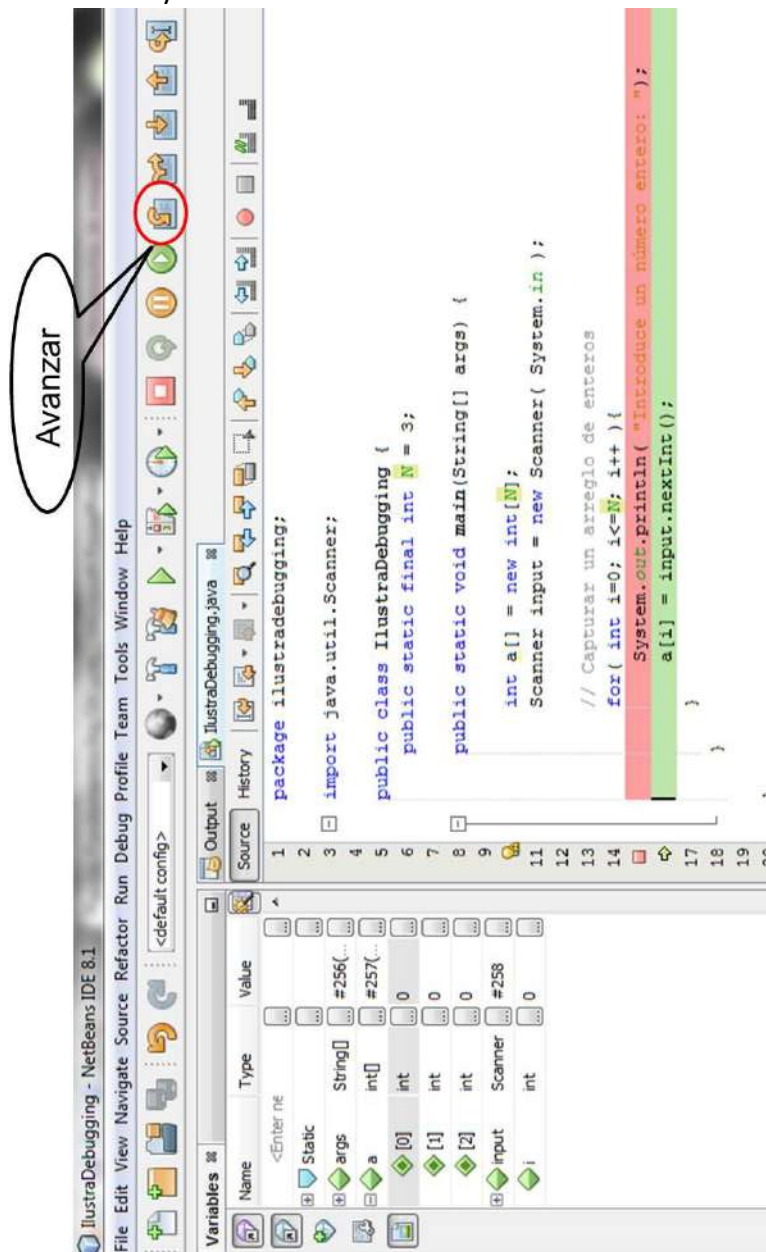 Avanzar
IlustraDebugging - NetBeans IDE 8.1
File Edit View Navigate Source Refactor Run Debug Profile Team Tools Window Help
<default config>
Variables
Name Type Value
<Enter ne
Static
args String[] #256(...
a int[] #257(...
[0] int 0
[1] int 0
[2] int 0
input Scanner #258
i int 0
Output IlustraDebugging.java
Source History
1 package ilustradebugging;
2
3 import java.util.Scanner;
4
5 public class IlustraDebugging {
6 public static final int N = 3;
7
8 public static void main(String[] args) {
9
int a[] = new int[N];
11 Scanner input = new Scanner( System.in );
12
13 // Capturar un arreglo de enteros
14 for( int i=0; i<=N; i++ ){
System.out.println( "Introduce un número entero: ");
a[i] = input.nextInt();
17 }
18 }
19
20